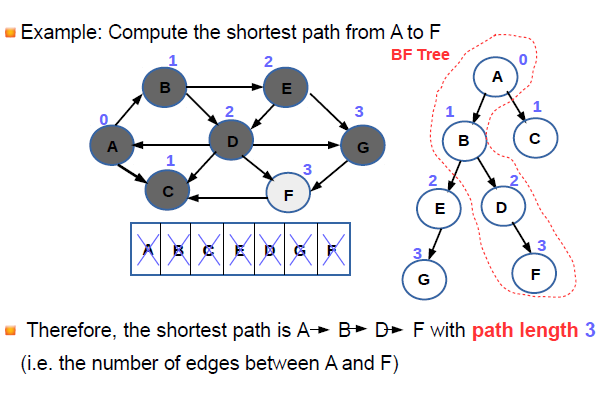 Example: Compute the shortest path from A to F
BF Tree
1
2
0
B
E
A
0
2
3
1
1
A
D
G
B
C
1
3
2
2
C
F
E
D
A B C E D G F
3
3
G
F
Therefore, the shortest path is A→ B→ D→ F with path length 3
(i.e. the number of edges between A and F)